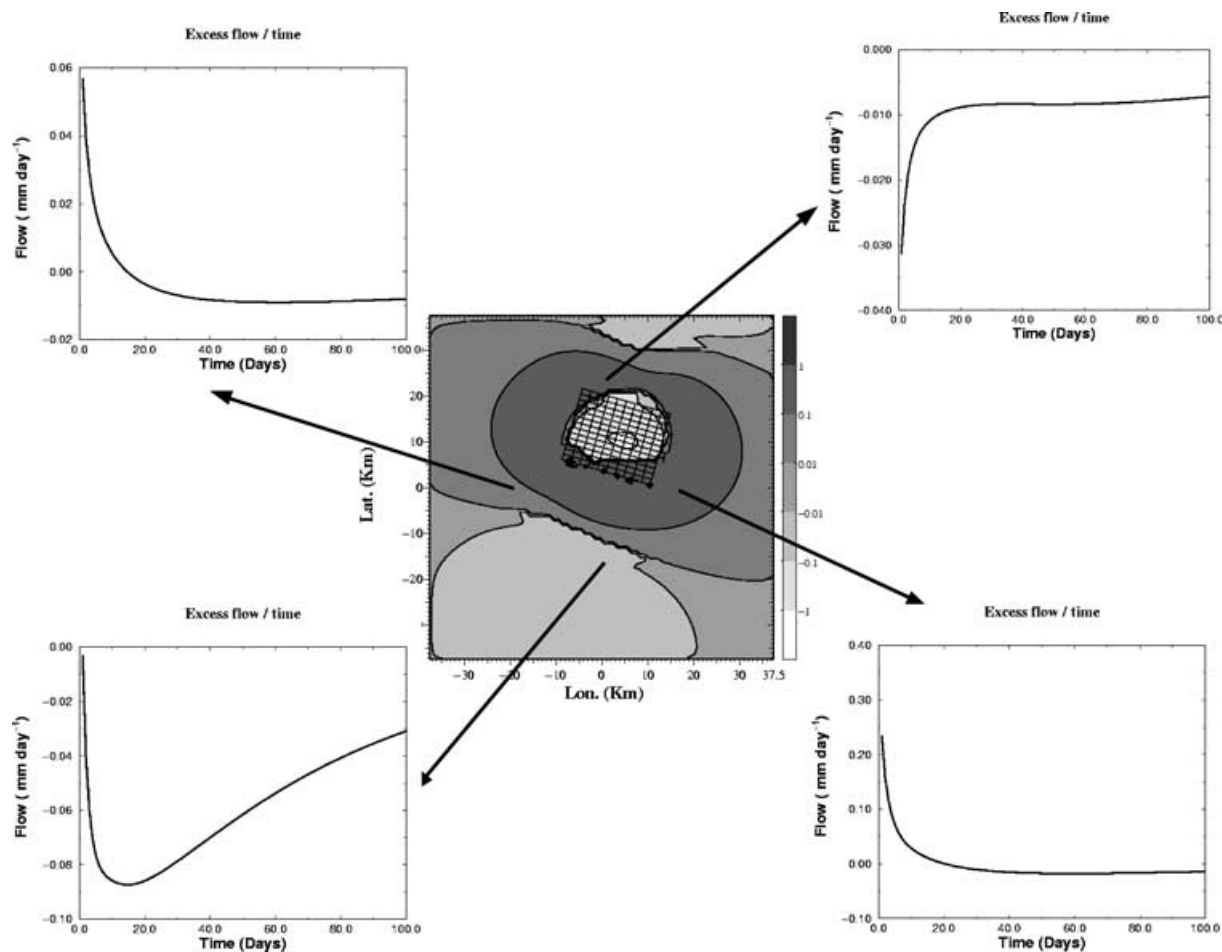 Excess flow / time
0.06
0.04
0.02
0.00
−0.02
Flow ( mm day⁻¹)
0.0 20.0 40.0 60.0 80.0 100.0
Time (Days)
Excess flow / time
0.000
−0.010
−0.020
−0.030
−0.040
Flow ( mm day⁻¹)
0.0 20.0 40.0 60.0 80.0 100.0
Time (Days)
20
10
0
−10
−20
Lat. (Km)
−30 −20 −10 0 10 20 30 37.5
Lon. (Km)
1
0.1
0.01
−0.01
−0.1
−1
Excess flow / time
0.00
−0.02
−0.04
−0.06
−0.08
−0.10
Flow ( mm day⁻¹)
0.0 20.0 40.0 60.0 80.0 100.0
Time (Days)
Excess flow / time
0.40
0.30
0.20
0.10
0.00
−0.10
Flow ( mm day⁻¹)
0.0 20.0 40.0 60.0 80.0 100.0
Time (Days)